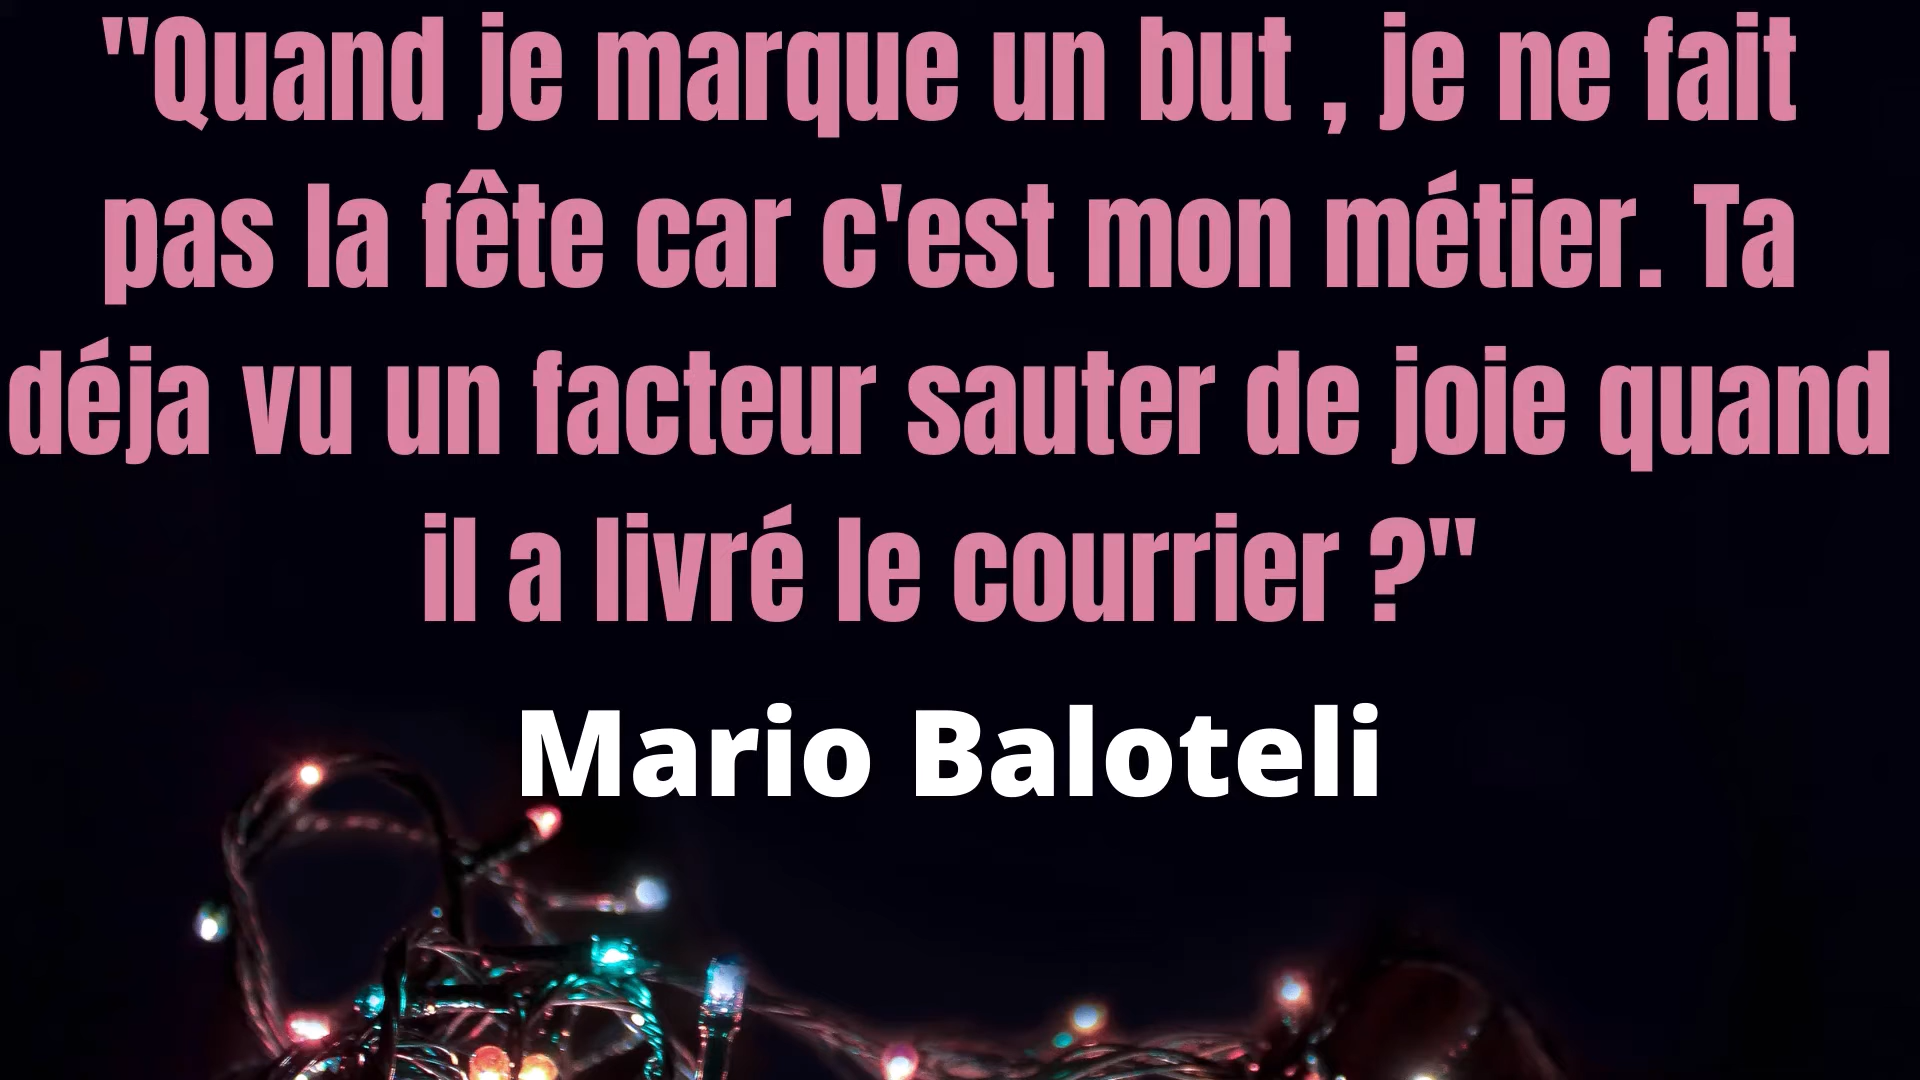 "Quand je marque un but , je ne fait
pas la fête car c'est mon métier. Ta
déja vu un facteur sauter de joie quand
il a livré le courrier ?"
Mario Baloteli